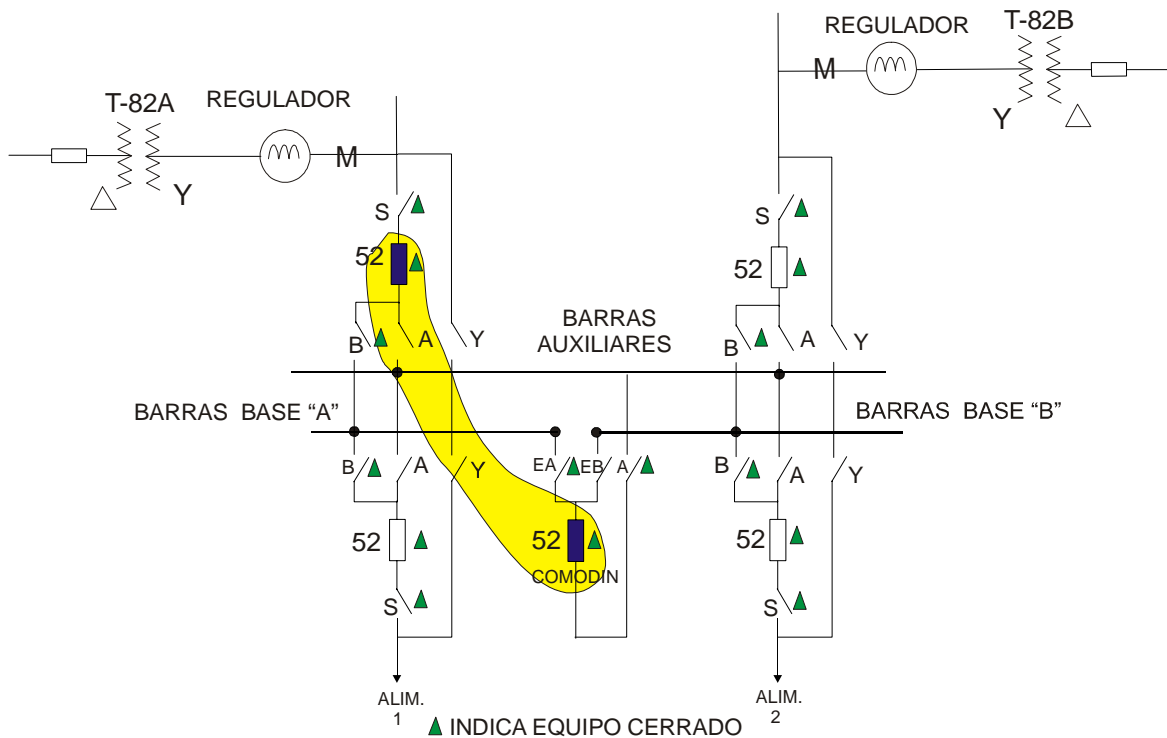 REGULADOR
T-82B
M
Y
T-82A
REGULADOR
M
Y
S
52
B
A
Y
S
52
B
A
Y
BARRAS
AUXILIARES
BARRAS BASE “A”
BARRAS BASE “B”
B
A
Y
EA
EB
A
B
A
Y
52
52
COMODIN
52
S
S
ALIM.
1
ALIM.
2
INDICA EQUIPO CERRADO